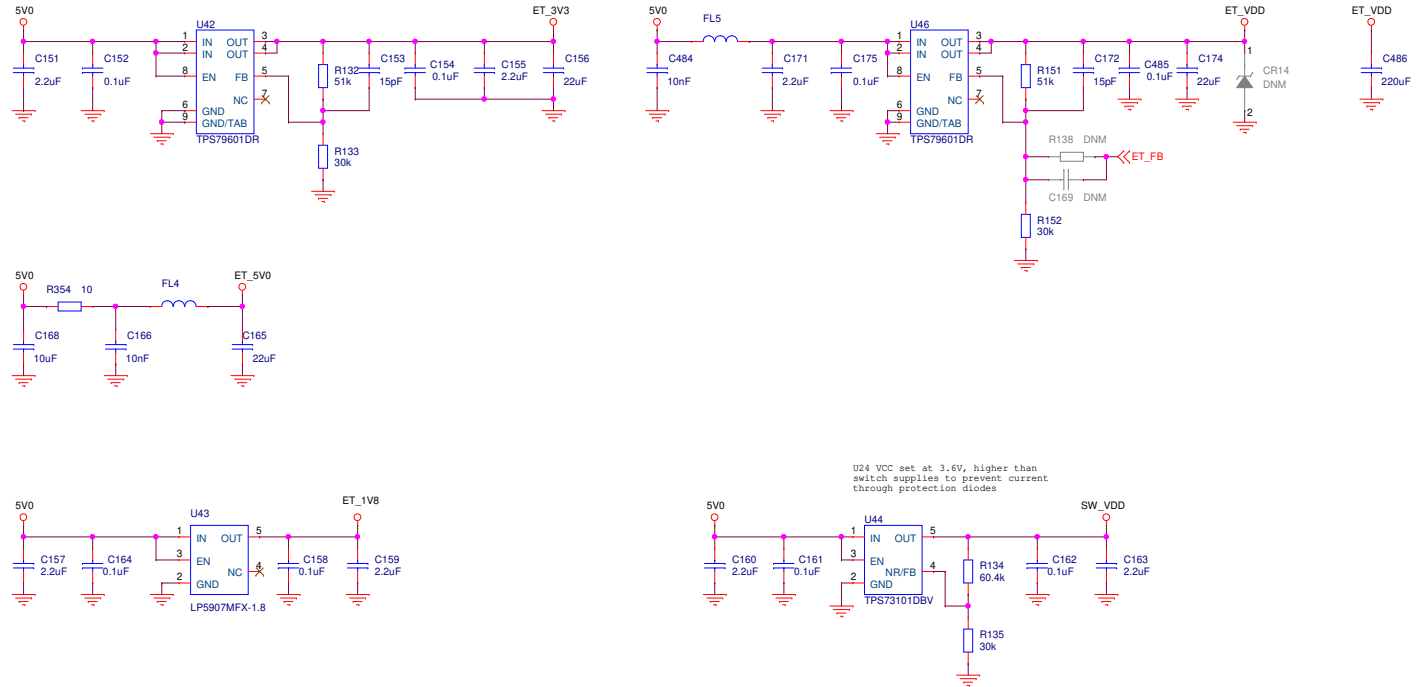 5V0
U42
ET_3V3
1
2
8
6
9
IN
IN
EN
GND
GND/TAB
OUT
OUT
FB
NC
3
4
5
7
TPS79601DR
C151
2.2uF
C152
0.1uF
R132
51k
C153
15pF
C154
0.1uF
C155
2.2uF
C156
22uF
R133
30k
5V0
FL5
U46
ET_VDD
ET_VDD
C484
10nF
C171
2.2uF
C175
0.1uF
1
2
8
6
9
IN
IN
EN
GND
GND/TAB
OUT
OUT
FB
NC
3
4
5
7
TPS79601DR
R151
51k
C172
15pF
C485
0.1uF
C174
22uF
1
CR14
DNM
2
C486
220uF
R138 DNM
ET_FB
C169 DNM
R152
30k
5V0
R354 10
FL4
ET_5V0
C168
10uF
C166
10nF
C165
22uF
5V0
U43
ET_1V8
C157
2.2uF
C164
0.1uF
1
3
2
IN
EN
GND
OUT
NC
5
4
LP5907MFX-1.8
C158
0.1uF
C159
2.2uF
U24 VCC set at 3.6V, higher than
switch supplies to prevent current
through protection diodes
5V0
U44
SW_VDD
C160
2.2uF
C161
0.1uF
1
3
2
IN
EN
GND
OUT
NR/FB
5
4
TPS73101DBV
R134
60.4k
C162
0.1uF
C163
2.2uF
R135
30k